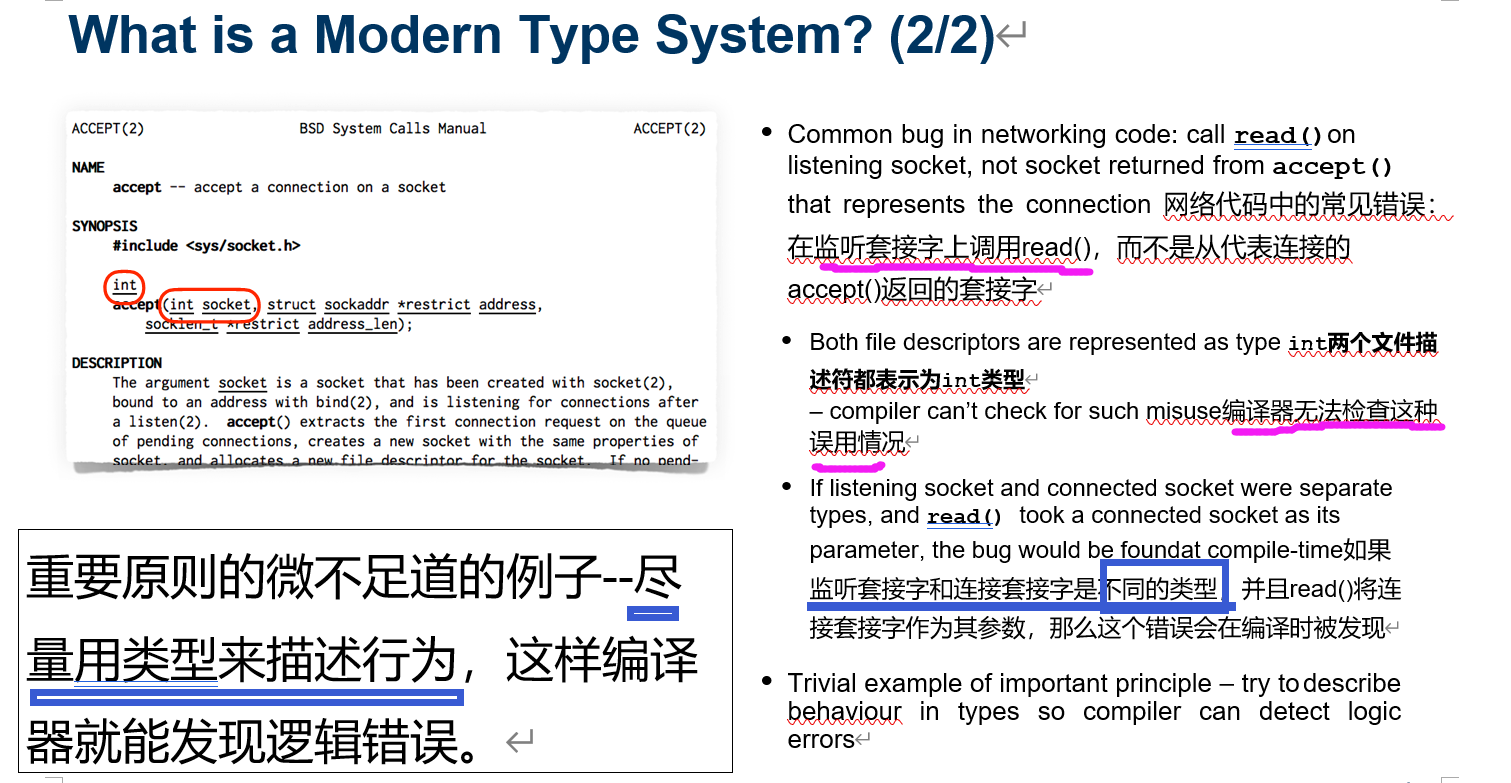 What is a Modern Type System? (2/2)↵
ACCEPT(2) BSD System Calls Manual ACCEPT(2)
NAME
accept -- accept a connection on a socket
SYNOPSIS
#include <sys/socket.h>
int
accept(int socket, struct sockaddr *restrict address,
socklen_t *restrict address_len);
DESCRIPTION
The argument socket is a socket that has been created with socket(2),
bound to an address with bind(2), and is listening for connections after
a listen(2). accept() extracts the first connection request on the queue
of pending connections, creates a new socket with the same properties of
socket, and allocates a new file descriptor for the socket. If no pend-
重要原则的微不足道的例子--尽
量用类型来描述行为，这样编译
器就能发现逻辑错误。↵
• Common bug in networking code: call read() on
listening socket, not socket returned from accept()
that represents the connection 网络代码中的常见错误：
在监听套接字上调用read()，而不是从代表连接的
accept()返回的套接字↵
• Both file descriptors are represented as type int两个文件描
述符都表示为int类型↵
– compiler can’t check for such misuse编译器无法检查这种
误用情况↵
• If listening socket and connected socket were separate
types, and read() took a connected socket as its
parameter, the bug would be foundat compile-time如果
监听套接字和连接套接字是不同的类型，并且read()将连
接套接字作为其参数，那么这个错误会在编译时被发现↵
• Trivial example of important principle – try to describe
behaviour in types so compiler can detect logic
errors↵